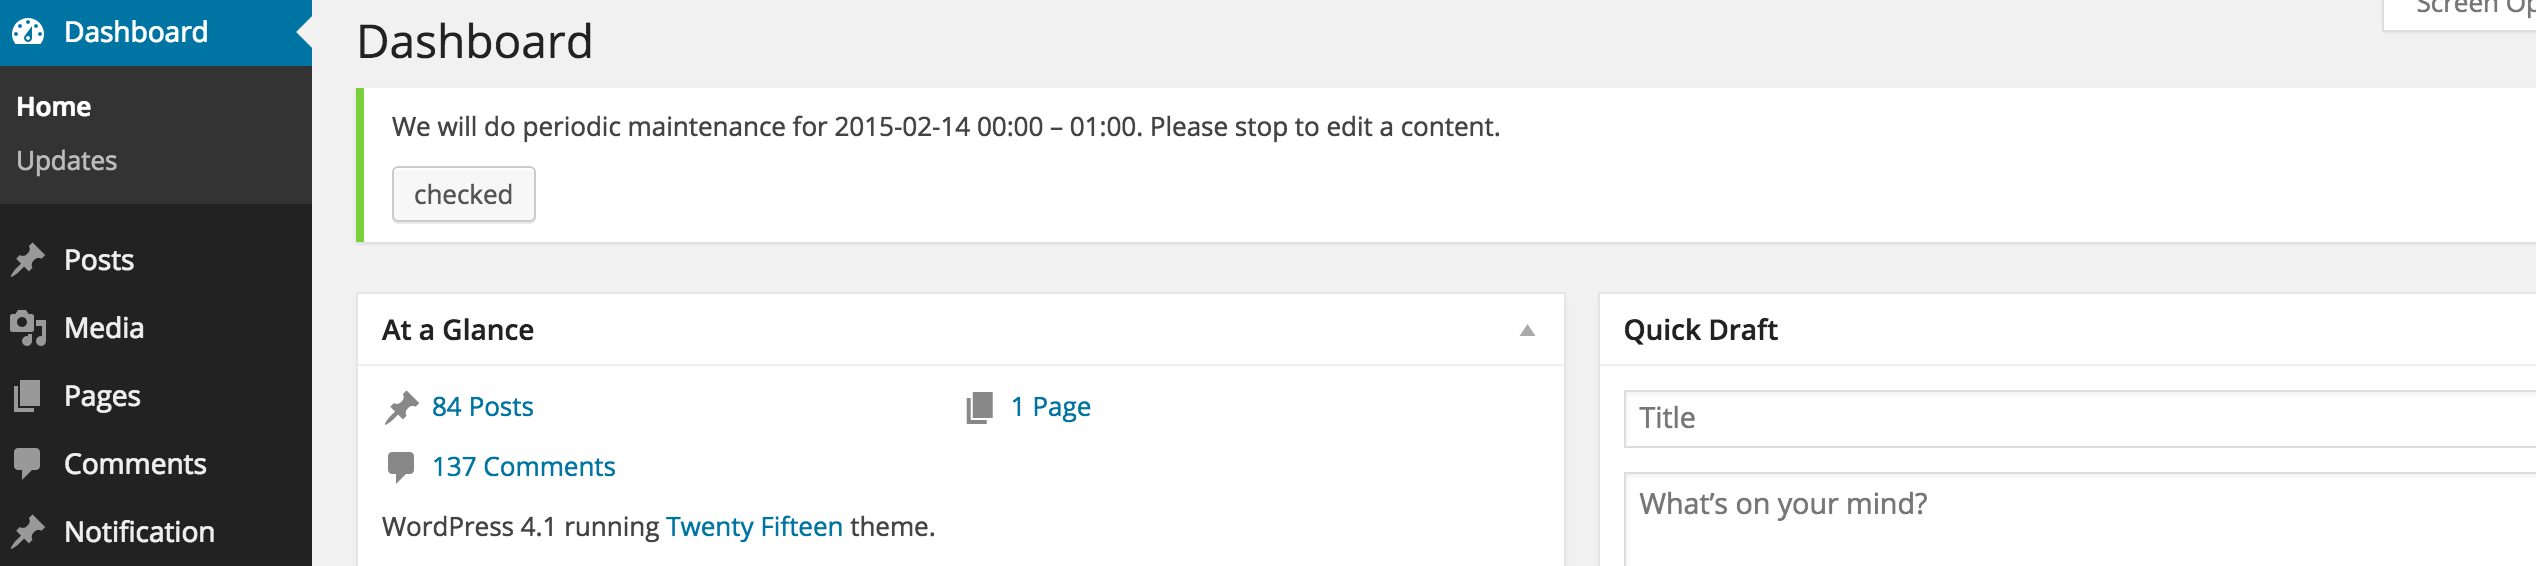 Dashboard
Home
Updates
Posts
Media
Pages
Comments
Notification
Dashboard
Screen
We will do periodic maintenance for 2015-02-14 00:00 – 01:00. Please stop to edit a content.
checked
At a Glance
84 Posts
1 Page
137 Comments
WordPress 4.1 running Twenty Fifteen theme.
Quick Draft
Title
What’s on your mind?